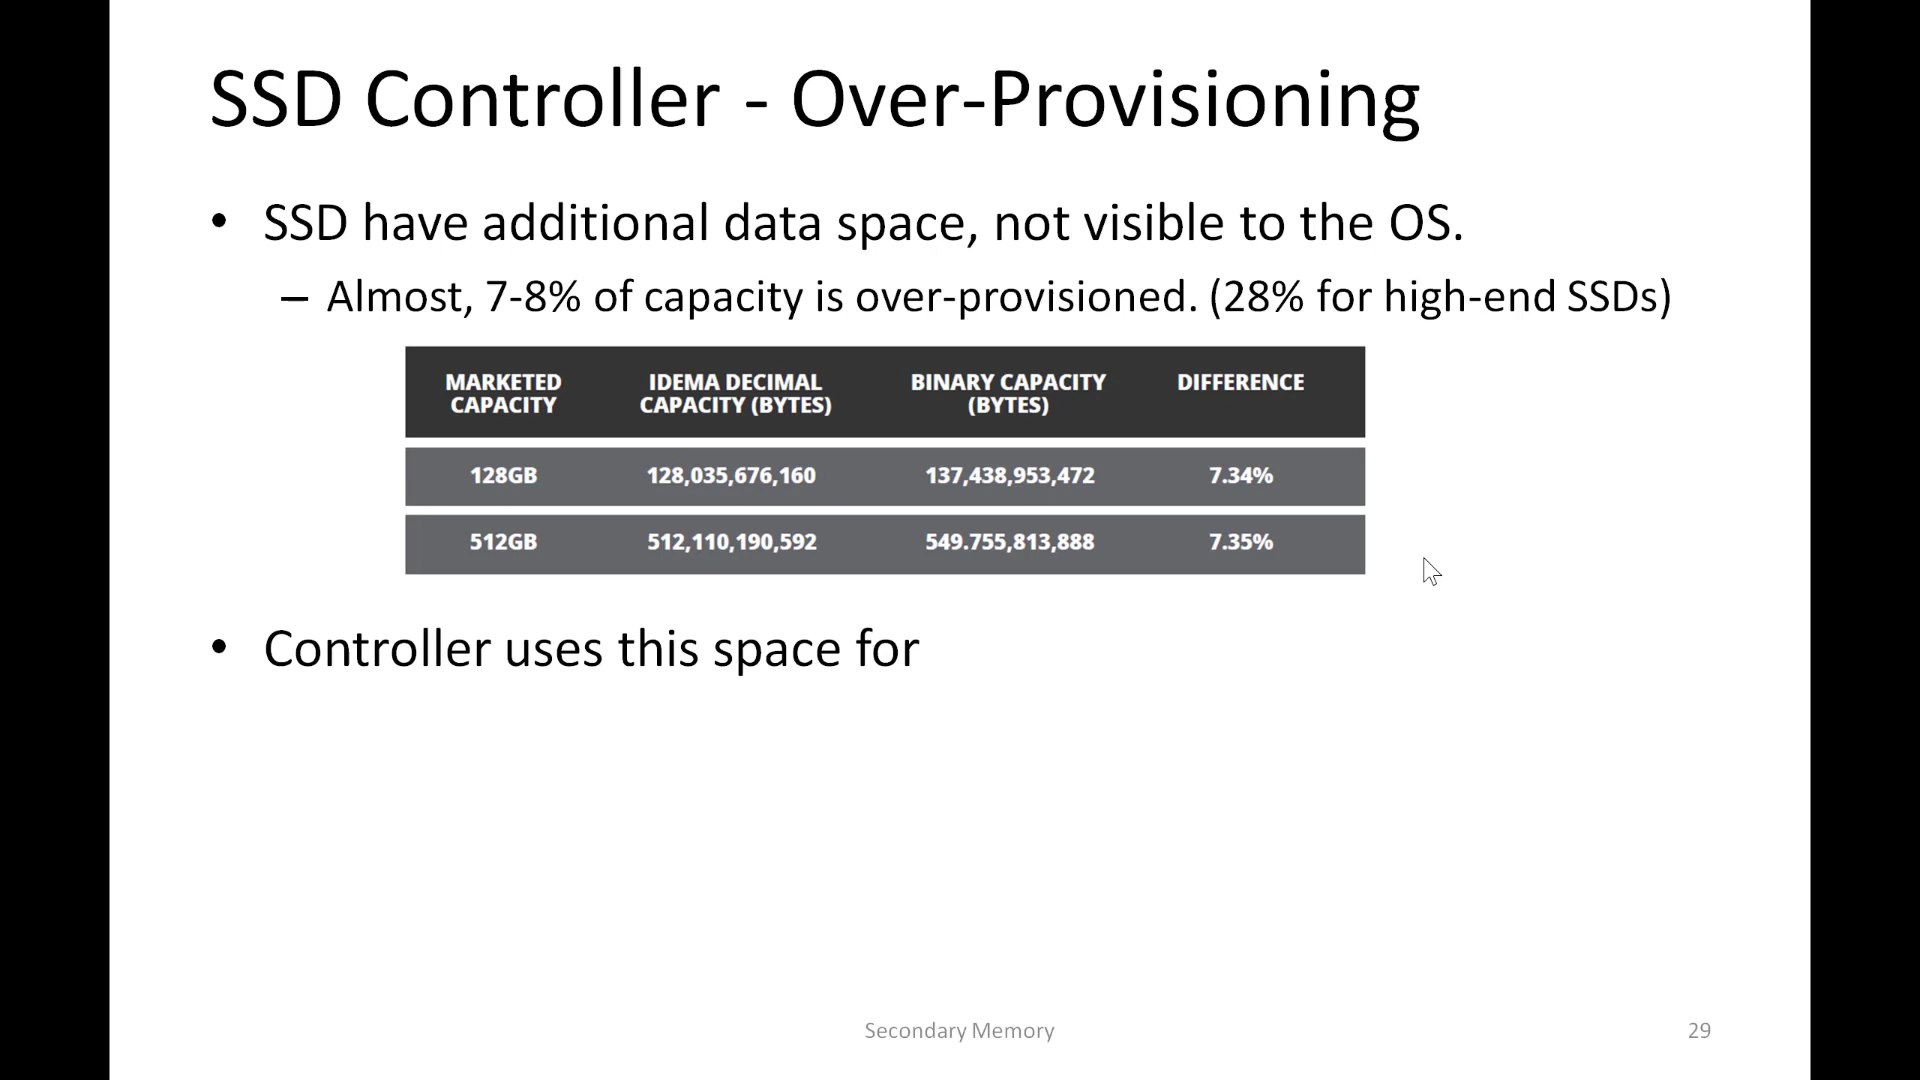 SSD Controller - Over-Provisioning
• SSD have additional data space, not visible to the OS.
– Almost, 7-8% of capacity is over-provisioned. (28% for high-end SSDs)
MARKETED CAPACITY IDEMA DECIMAL CAPACITY (BYTES) BINARY CAPACITY (BYTES) DIFFERENCE
128GB 128,035,676,160 137,438,953,472 7.34%
512GB 512,110,190,592 549.755,813,888 7.35%
• Controller uses this space for
Secondary Memory 29